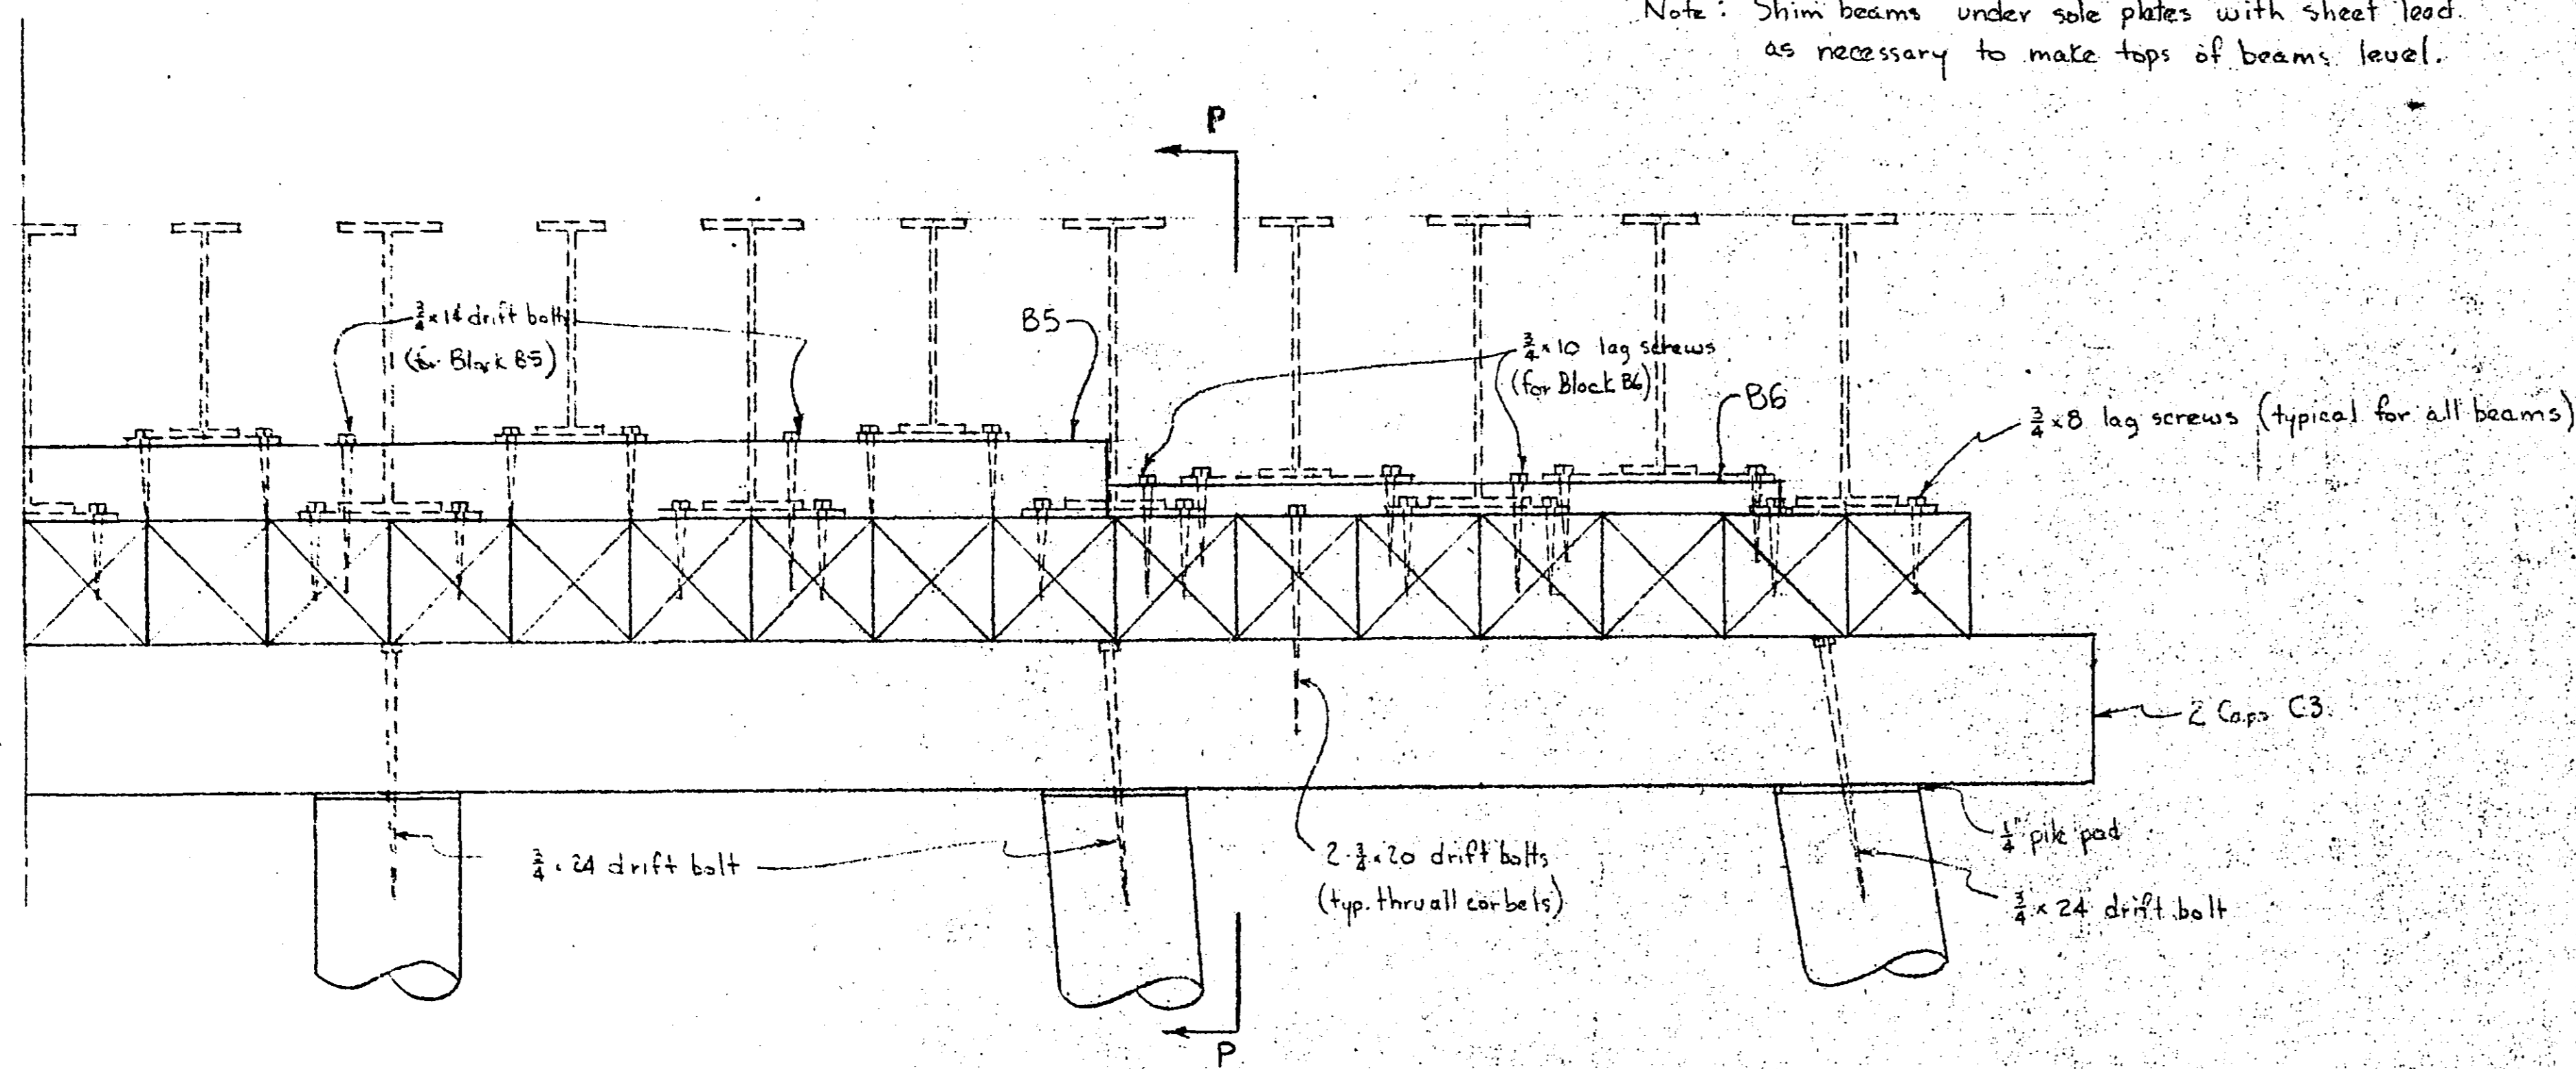 Note: Shim beams under sole plates with sheet lead.
as necessary to make tops of beams level.
P
3/4 x 14 drift bolts
(for Block B5)
B5
3/4 x 10 lag screws
(for Block B6)
B6
3/4 x 8 lag screws (typical for all beams)
2 Caps C3.
3/4 x 24 drift bolt
2-3/4 x 20 drift bolts
(typ. thru all corbels)
1/4" pile pad
3/4 x 24 drift bolt
P